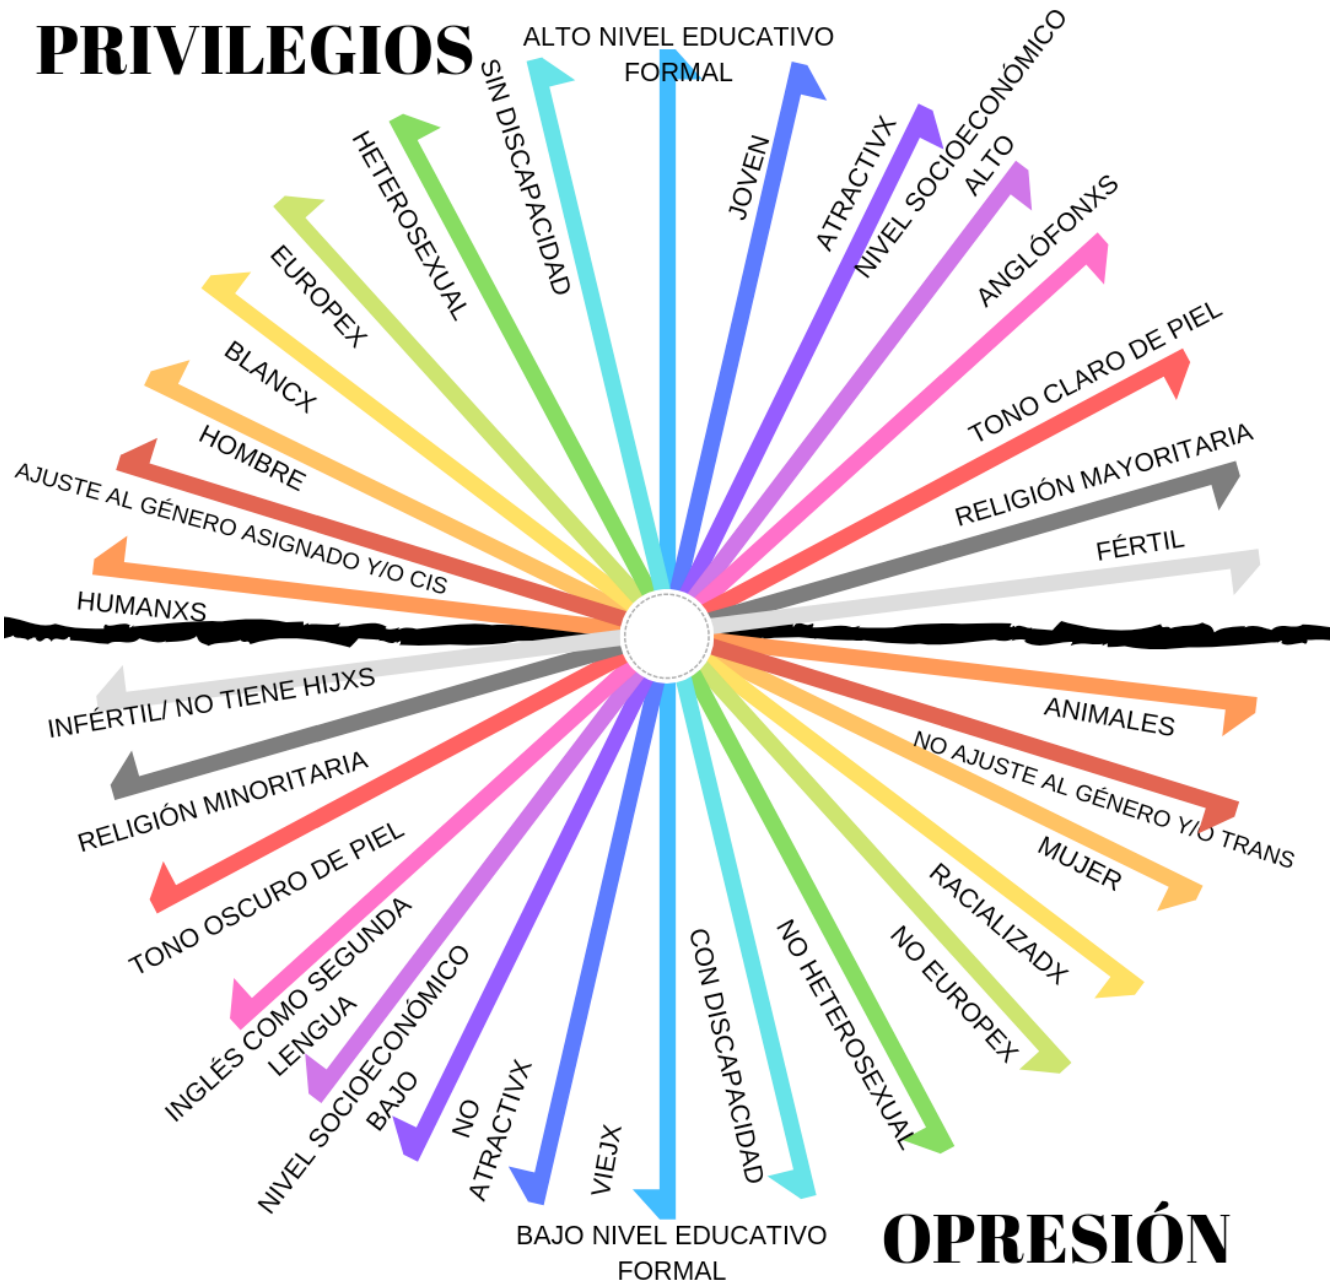 PRIVILEGIOS
ALTO NIVEL EDUCATIVO
FORMAL
SIN DISCAPACIDAD
HETEROSEXUAL
EUROPEX
BLANCX
HOMBRE
AJUSTE AL GÉNERO ASIGNADO Y/O CIS
HUMANXS
JOVEN
ATRACTIVX
NIVEL SOCIOECONÓMICO
ALTO
ANGLÓFONXS
TONO CLARO DE PIEL
RELIGIÓN MAYORITARIA
FÉRTIL
INFÉRTIL/ NO TIENE HIJXS
RELIGIÓN MINORITARIA
TONO OSCURO DE PIEL
INGLÉS COMO SEGUNDA
LENGUA
NIVEL SOCIOECONÓMICO
BAJO
NO
ATRACTIVX
VIEJX
BAJO NIVEL EDUCATIVO
FORMAL
CON DISCAPACIDAD
NO HETEROSEXUAL
NO EUROPEX
RACIALIZADX
MUJER
NO AJUSTE AL GÉNERO Y/O TRANS
ANIMALES
OPRESIÓN